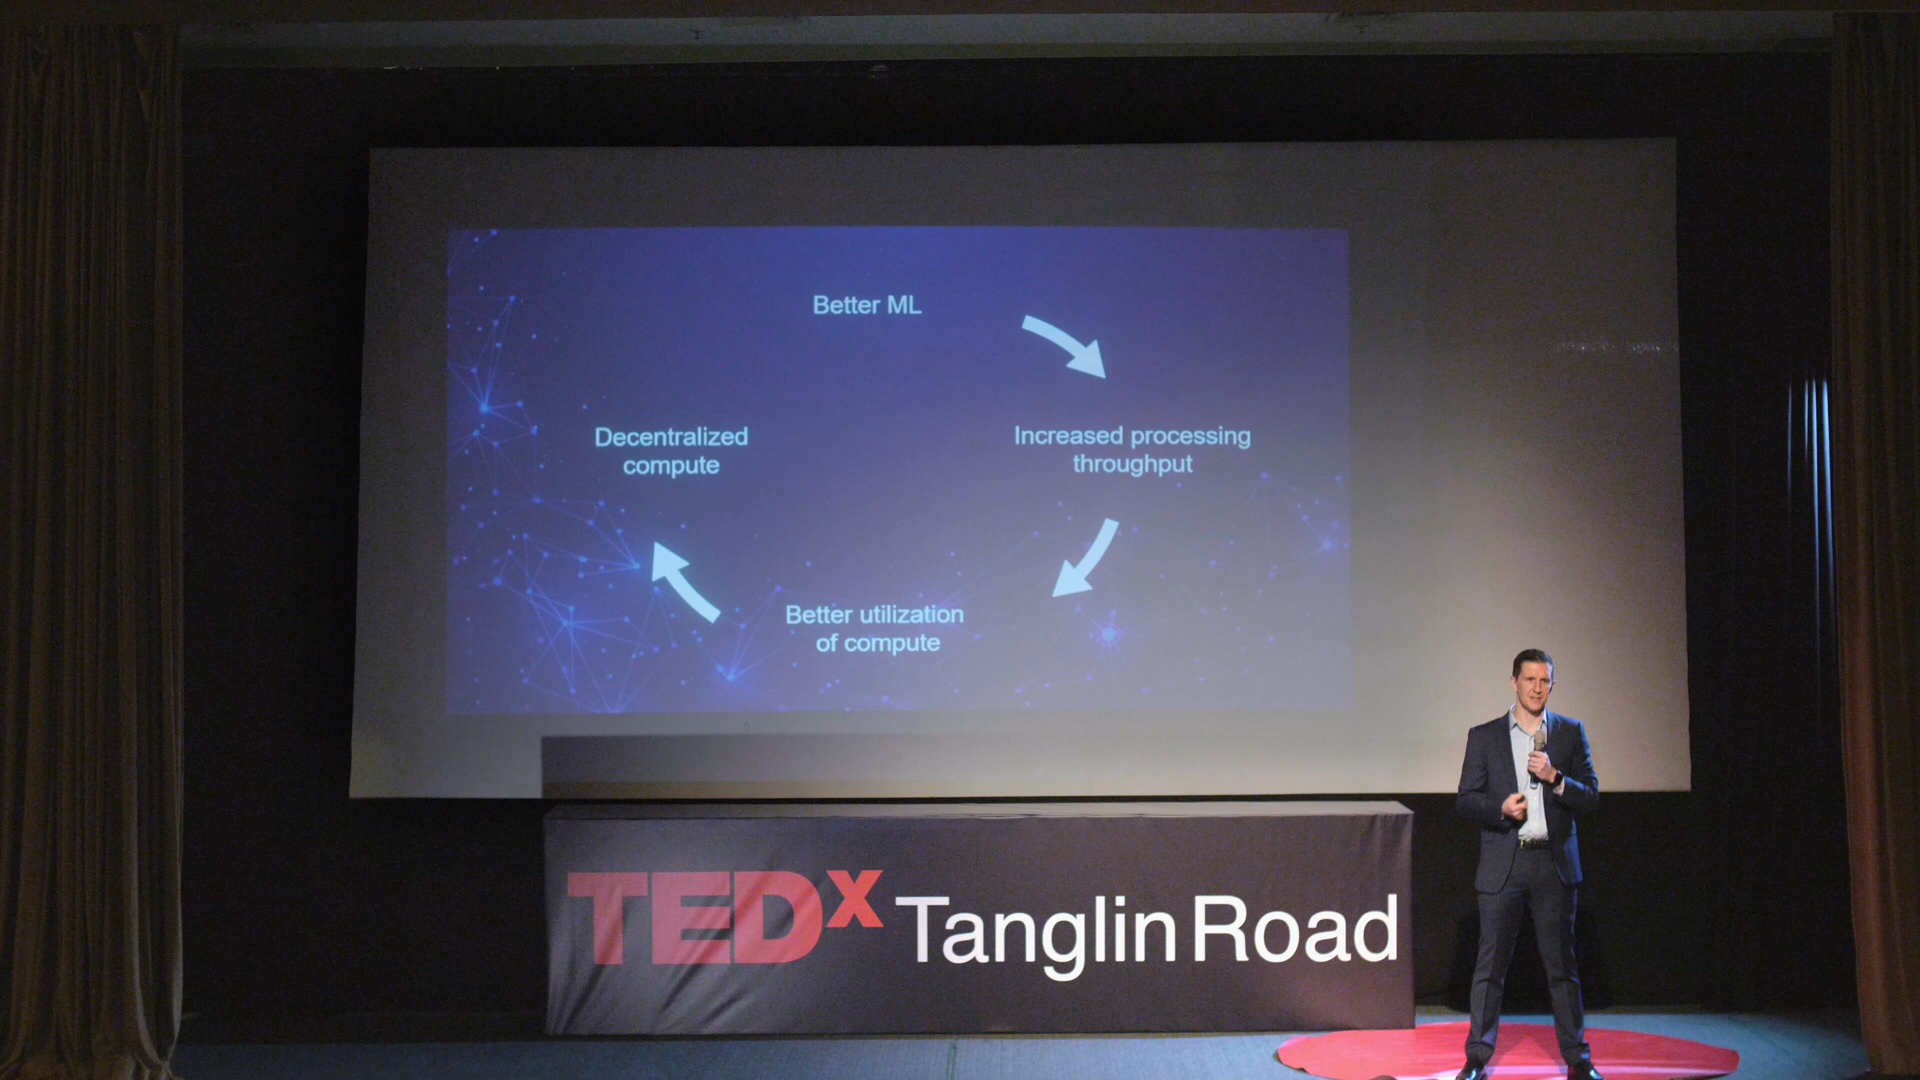 Better ML
Decentralized
compute
Increased processing
throughput
Better utilization
of compute
TEDx Tanglin Road